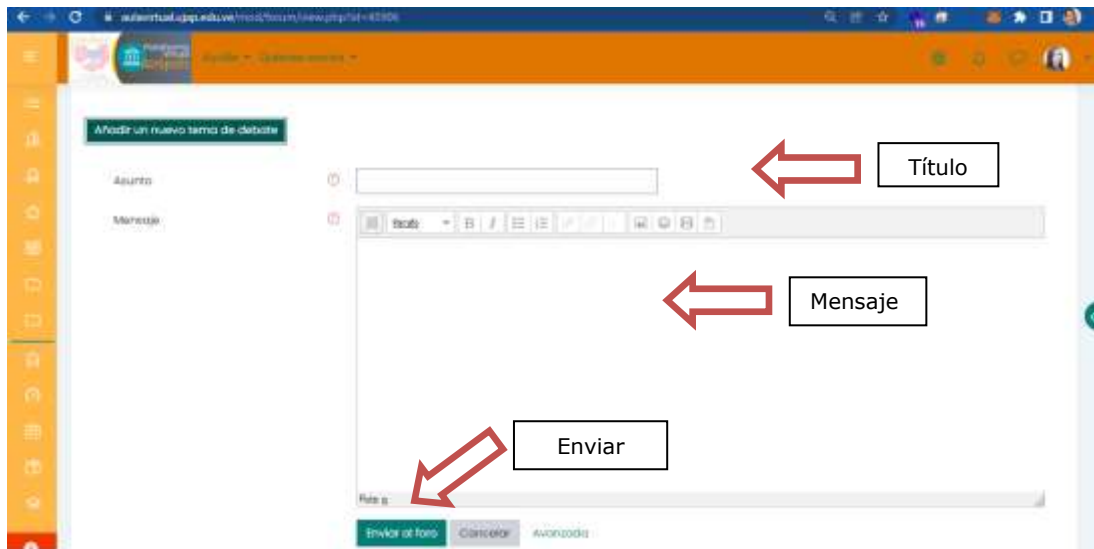 Añadir un nuevo tema de debate
Asunto
Título
Mensaje
Mensaje
Enviar
Enviar al foro
Cancelar
Avanzada